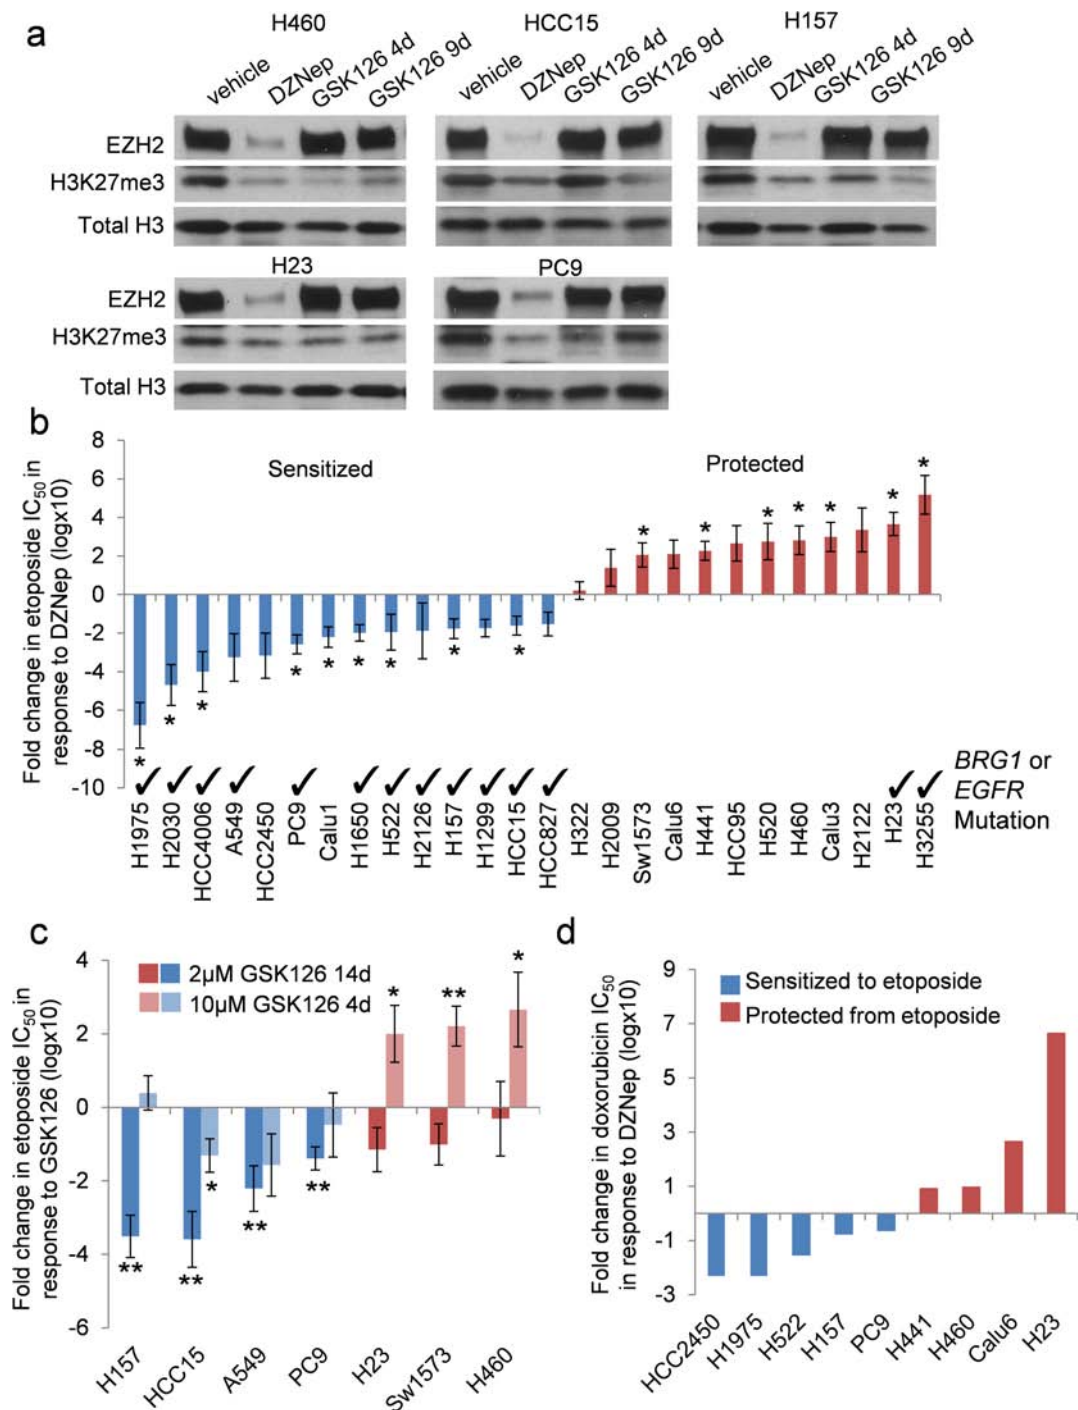 a
H460
HCC15
H157
vehicle DZNep GSK126 4d GSK126 9d
vehicle DZNep GSK126 4d GSK126 9d
vehicle DZNep GSK126 4d GSK126 9d
EZH2
H3K27me3
Total H3
H23
PC9
EZH2
H3K27me3
Total H3
b
Fold change in etoposide IC50 in
response to DZNep (logx10)
8
6
4
2
0
-2
-4
-6
-8
-10
Sensitized
Protected
* * * * * * * * * *
* * * * * * *
✓ ✓ ✓ ✓ ✓ ✓ ✓ ✓ ✓ ✓ ✓ ✓ ✓ ✓
BRG1 or
EGFR
Mutation
H1975 H2030 HCC4006 A549 HCC2450 PC9 Calu1 H1650 H522 H2126 H157 H1299 HCC15 HCC827 H322 H2009 Sw1573 Calu6 H441 HCC95 H520 H460 Calu3 H2122 H23 H3255
c
Fold change in etoposide IC50 in
response to GSK126 (logx10)
4
2
0
-2
-4
-6
2µM GSK126 14d
10µM GSK126 4d
** ** * ** ** * ** *
H157 HCC15 A549 PC9 H23 Sw1573 H460
d
Fold change in doxorubicin IC50
in response to DZNep (logx10)
9
7
5
3
1
-1
-3
Sensitized to etoposide
Protected from etoposide
HCC2450 H1975 H522 H157 PC9 H441 H460 Calu6 H23